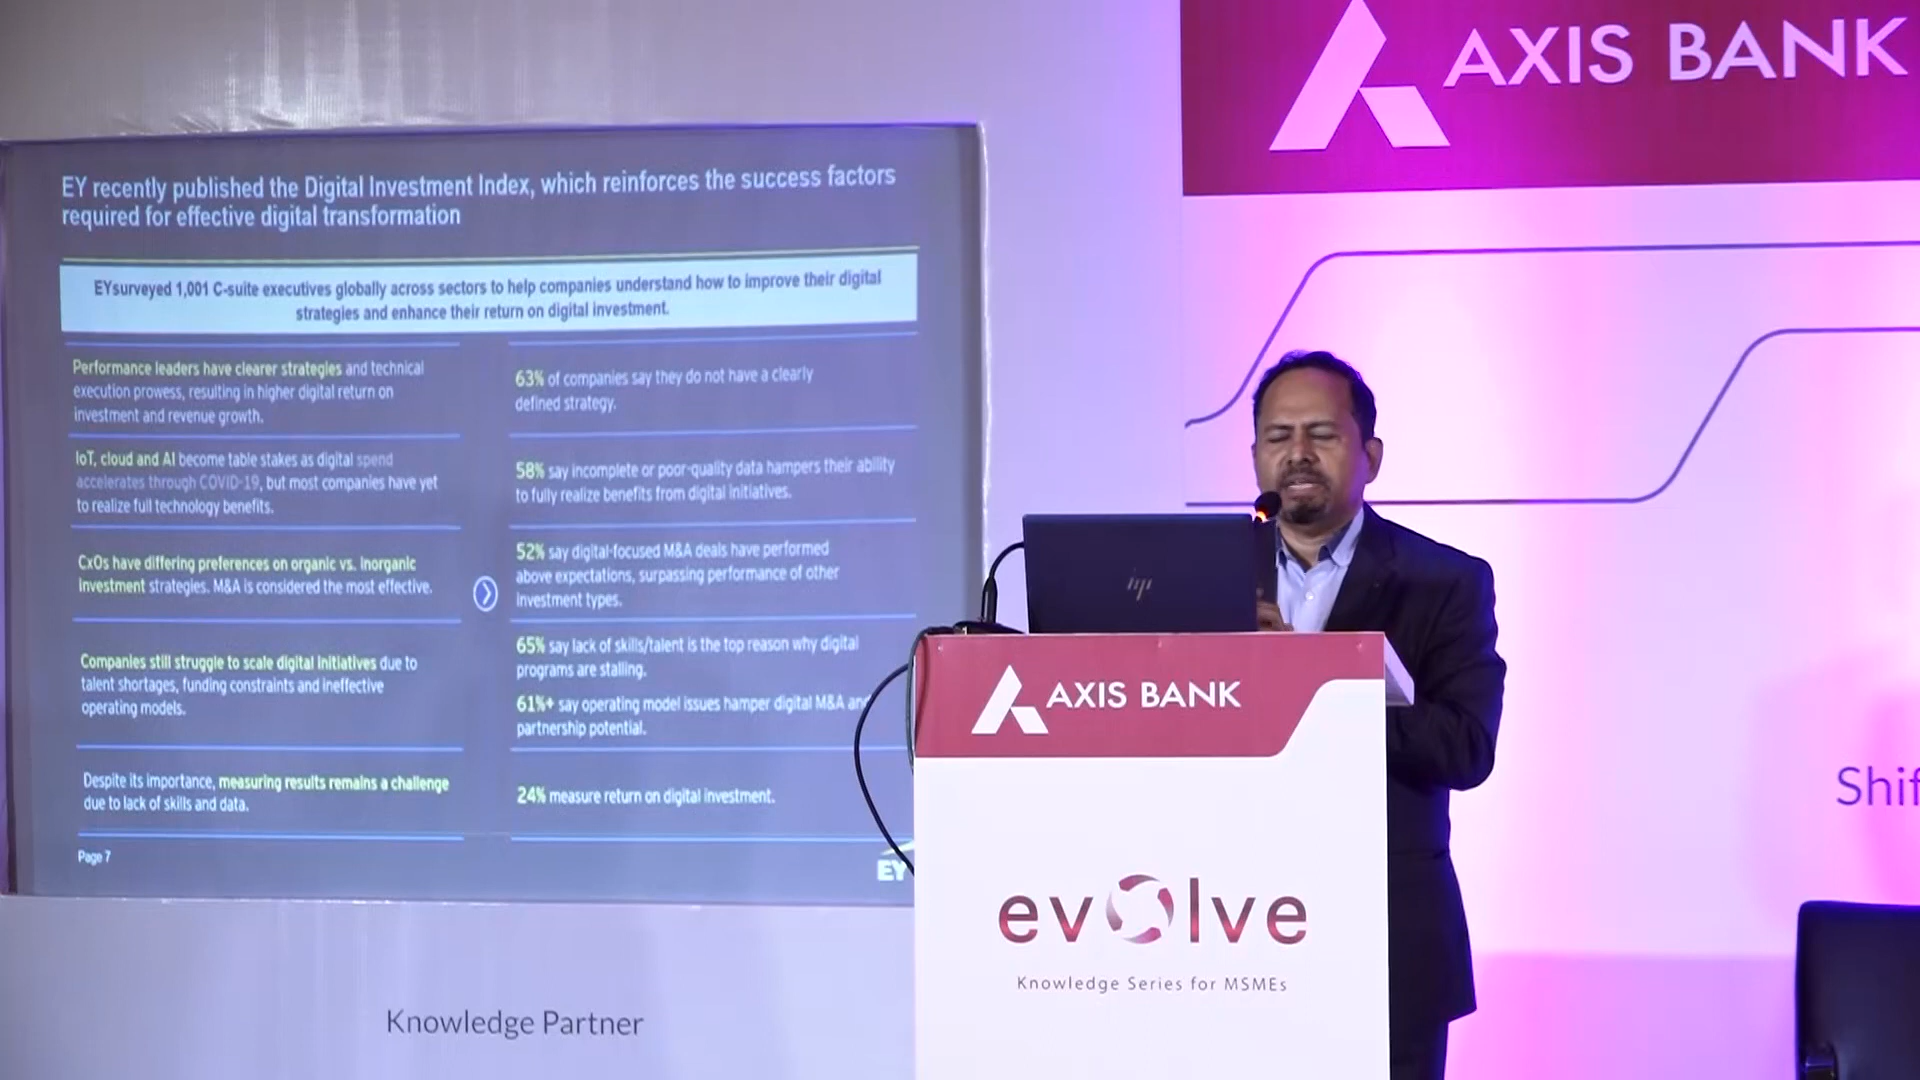 AXIS BANK
EY recently published the Digital Investment Index, which reinforces the success factors
required for effective digital transformation
EYsurveyed 1,001 C-suite executives globally across sectors to help companies understand how to improve their digital
strategies and enhance their return on digital investment.
Performance leaders have clearer strategies and technical
execution prowess, resulting in higher digital return on
investment and revenue growth.
63% of companies say they do not have a clearly
defined strategy.
IoT, cloud and AI become table stakes as digital spend
accelerates through COVID-19, but most companies have yet
to realize full technology benefits.
58% say incomplete or poor-quality data hampers their ability
to fully realize benefits from digital initiatives.
CxOs have differing preferences on organic vs. inorganic
investment strategies. M&A is considered the most effective.
52% say digital-focused M&A deals have performed
above expectations, surpassing performance of other
investment types.
Companies still struggle to scale digital initiatives due to
talent shortages, funding constraints and ineffective
operating models.
65% say lack of skills/talent is the top reason why digital
programs are stalling.
61%+ say operating model issues hamper digital M&A and
partnership potential.
Despite its importance, measuring results remains a challenge
due to lack of skills and data.
24% measure return on digital investment.
Page 7
EY
hp
AXIS BANK
evolve
Knowledge Series for MSMEs
Knowledge Partner
Shif